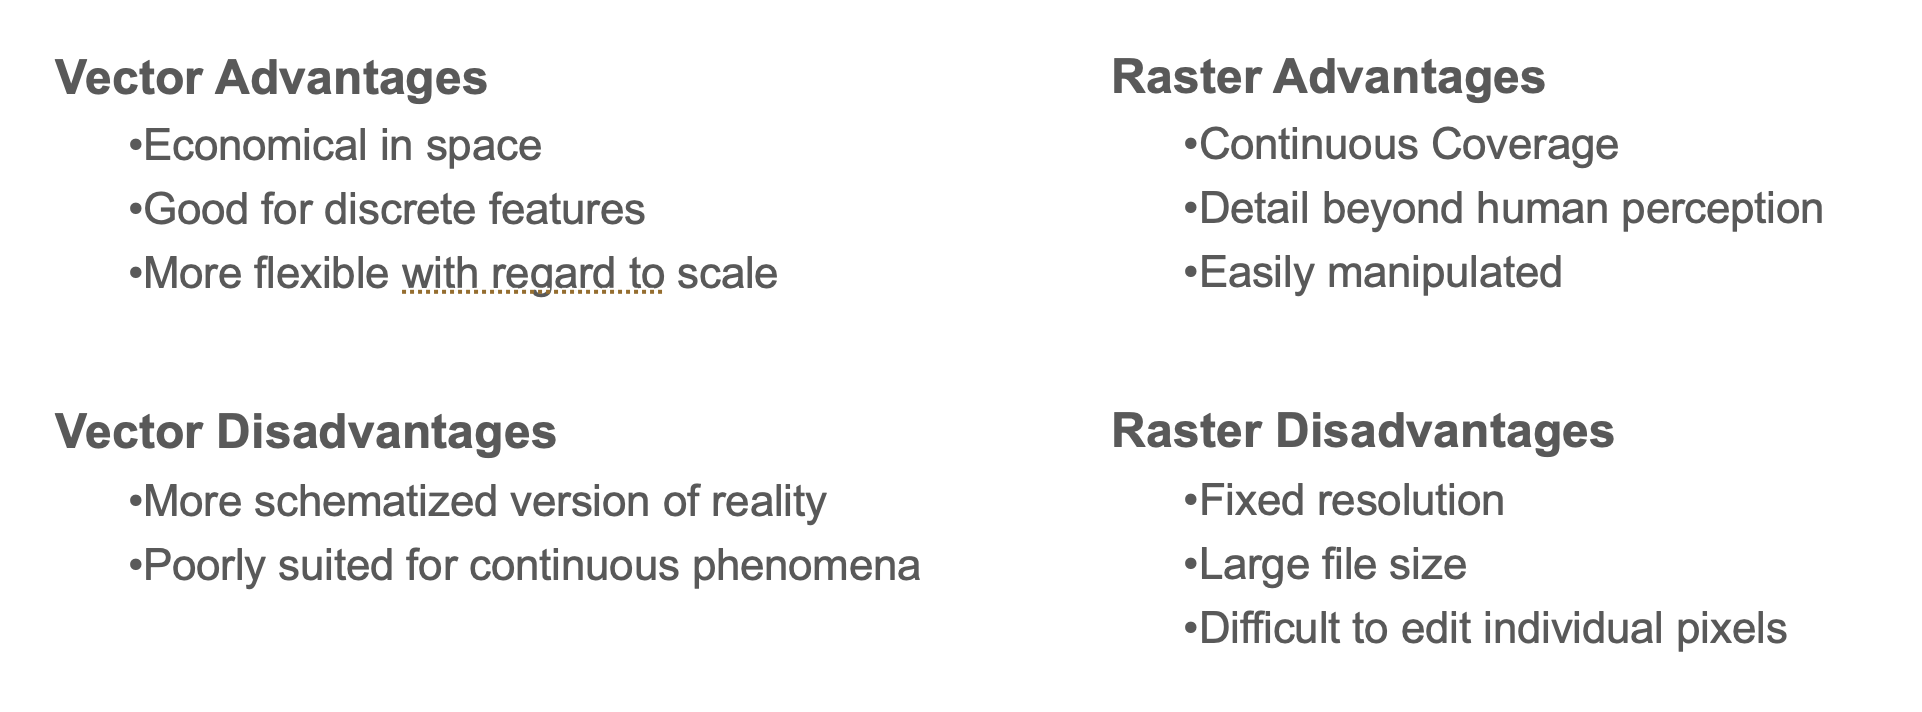 Vector Advantages
•Economical in space
•Good for discrete features
•More flexible with regard to scale
Vector Disadvantages
•More schematized version of reality
•Poorly suited for continuous phenomena
Raster Advantages
•Continuous Coverage
•Detail beyond human perception
•Easily manipulated
Raster Disadvantages
•Fixed resolution
•Large file size
•Difficult to edit individual pixels